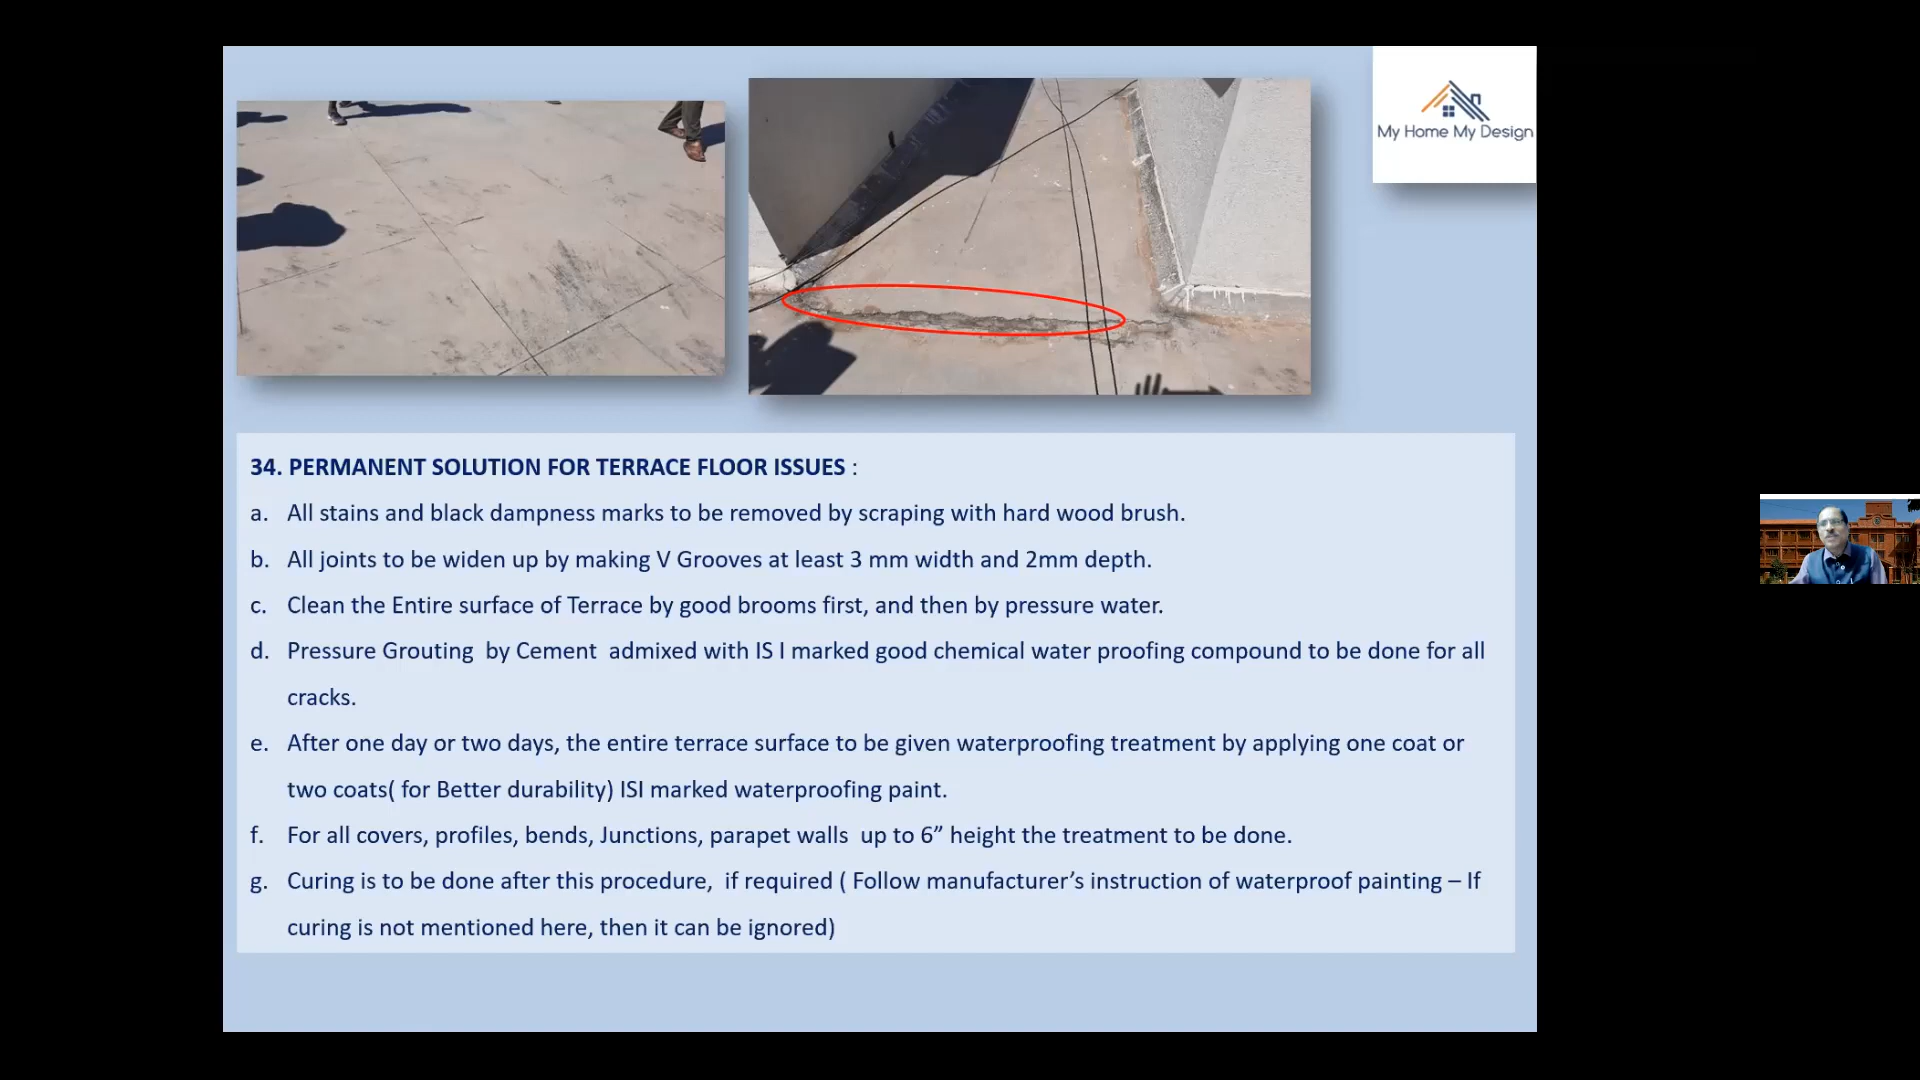 My Home My Design
34. PERMANENT SOLUTION FOR TERRACE FLOOR ISSUES :
a. All stains and black dampness marks to be removed by scraping with hard wood brush.
b. All joints to be widen up by making V Grooves at least 3 mm width and 2mm depth.
c. Clean the Entire surface of Terrace by good brooms first, and then by pressure water.
d. Pressure Grouting by Cement admixed with IS I marked good chemical water proofing compound to be done for all
cracks.
e. After one day or two days, the entire terrace surface to be given waterproofing treatment by applying one coat or
two coats( for Better durability) ISI marked waterproofing paint.
f. For all covers, profiles, bends, Junctions, parapet walls up to 6” height the treatment to be done.
g. Curing is to be done after this procedure, if required ( Follow manufacturer’s instruction of waterproof painting – If
curing is not mentioned here, then it can be ignored)